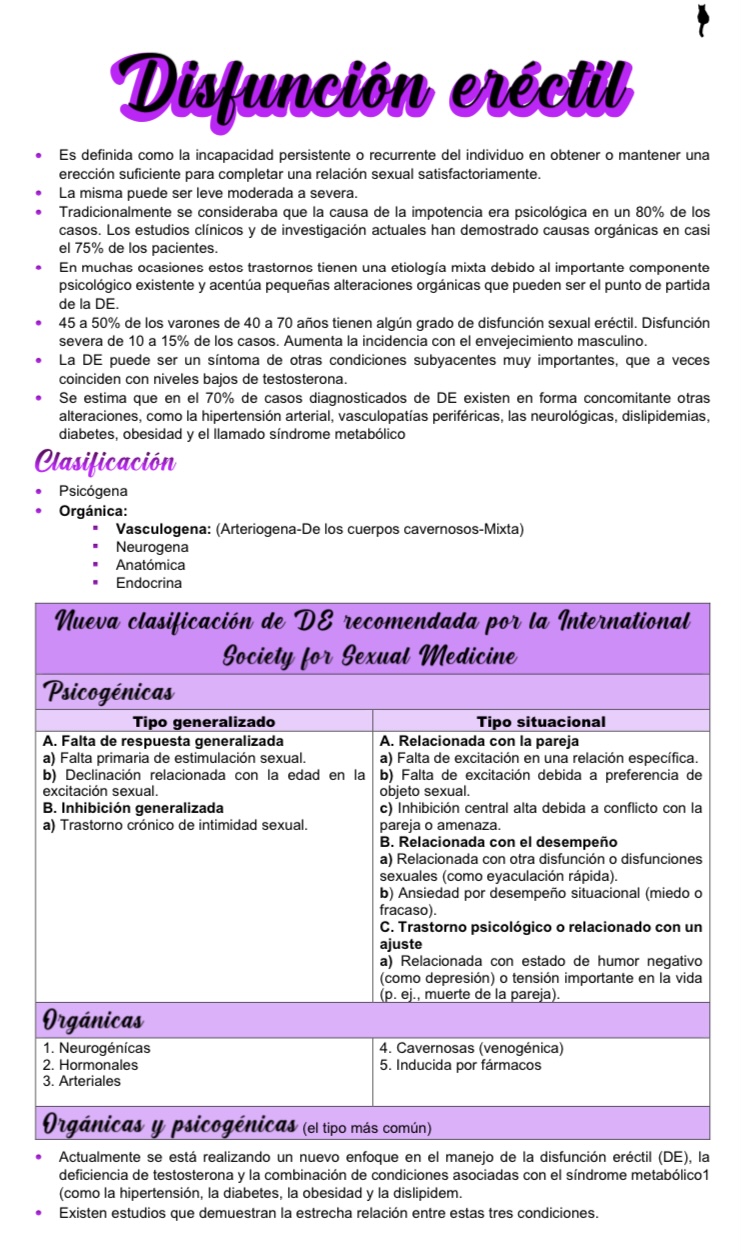 Disfunción eréctil
• Es definida como la incapacidad persistente o recurrente del individuo en obtener o mantener una
erección suficiente para completar una relación sexual satisfactoriamente.
• La misma puede ser leve moderada a severa.
• Tradicionalmente se consideraba que la causa de la impotencia era psicológica en un 80% de los
casos. Los estudios clínicos y de investigación actuales han demostrado causas orgánicas en casi
el 75% de los pacientes.
• En muchas ocasiones estos trastornos tienen una etiología mixta debido al importante componente
psicológico existente y acentúa pequeñas alteraciones orgánicas que pueden ser el punto de partida
de la DE.
• 45 a 50% de los varones de 40 a 70 años tienen algún grado de disfunción sexual eréctil. Disfunción
severa de 10 a 15% de los casos. Aumenta la incidencia con el envejecimiento masculino.
• La DE puede ser un síntoma de otras condiciones subyacentes muy importantes, que a veces
coinciden con niveles bajos de testosterona.
• Se estima que en el 70% de casos diagnosticados de DE existen en forma concomitante otras
alteraciones, como la hipertensión arterial, vasculopatías periféricas, las neurológicas, dislipidemias,
diabetes, obesidad y el llamado síndrome metabólico
Clasificación
• Psicógena
• Orgánica:
▪ Vasculogena: (Arteriogena-De los cuerpos cavernosos-Mixta)
▪ Neurogena
▪ Anatómica
▪ Endocrina
Nueva clasificación de DE recomendada por la International
Society for Sexual Medicine
Psicogénicas
Tipo generalizado
A. Falta de respuesta generalizada
a) Falta primaria de estimulación sexual.
b) Declinación relacionada con la edad en la
excitación sexual.
B. Inhibición generalizada
a) Trastorno crónico de intimidad sexual.
Tipo situacional
A. Relacionada con la pareja
a) Falta de excitación en una relación específica.
b) Falta de excitación debida a preferencia de
objeto sexual.
c) Inhibición central alta debida a conflicto con la
pareja o amenaza.
B. Relacionada con el desempeño
a) Relacionada con otra disfunción o disfunciones
sexuales (como eyaculación rápida).
b) Ansiedad por desempeño situacional (miedo o
fracaso).
C. Trastorno psicológico o relacionado con un
ajuste
a) Relacionada con estado de humor negativo
(como depresión) o tensión importante en la vida
(p. ej., muerte de la pareja).
Orgánicas
1. Neurogénícas
2. Hormonales
3. Arteriales
4. Cavernosas (venogénica)
5. Inducida por fármacos
Orgánicas y psicogénicas (el tipo más común)
• Actualmente se está realizando un nuevo enfoque en el manejo de la disfunción eréctil (DE), la
deficiencia de testosterona y la combinación de condiciones asociadas con el síndrome metabólico1
(como la hipertensión, la diabetes, la obesidad y la dislipidem.
• Existen estudios que demuestran la estrecha relación entre estas tres condiciones.